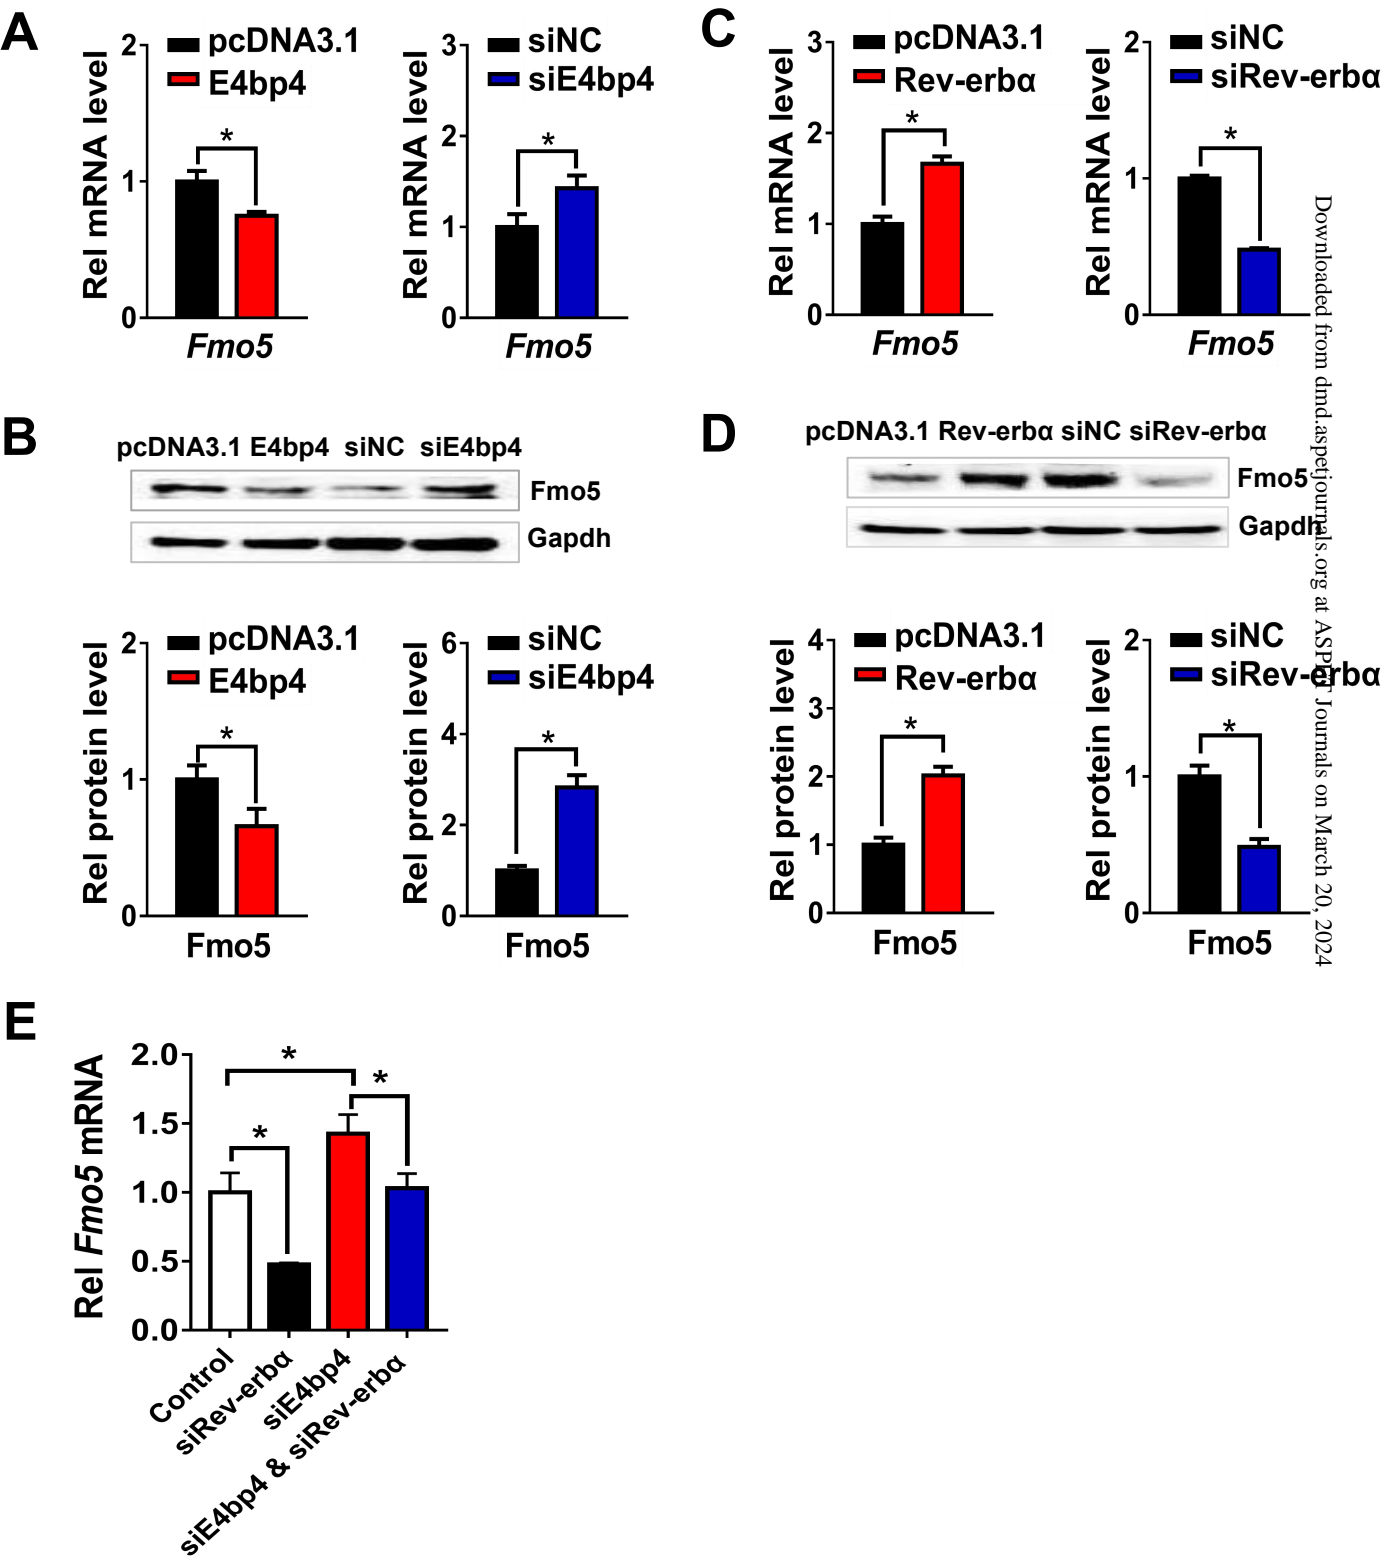 A
Rel mRNA level
2
1
0
pcDNA3.1
E4bp4
*
Fmo5
Rel mRNA level
3
2
1
0
siNC
siE4bp4
*
Fmo5
C
Rel mRNA level
3
2
1
0
pcDNA3.1
Rev-erbα
*
Fmo5
Rel mRNA level
2
1
0
siNC
siRev-erbα
*
Fmo5
B
pcDNA3.1 E4bp4 siNC siE4bp4
Fmo5
Gapdh
Rel protein level
2
1
0
pcDNA3.1
E4bp4
*
Fmo5
Rel protein level
6
4
2
0
siNC
siE4bp4
*
Fmo5
D
pcDNA3.1 Rev-erbα siNC siRev-erbα
Fmo5
Gapdh
Rel protein level
4
3
2
1
0
pcDNA3.1
Rev-erbα
*
Fmo5
Rel protein level
2
1
0
siNC
siRev-erbα
*
Fmo5
Downloaded from dmd.aspetjournals.org at ASPET Journals on March 20, 2024
E
Rel Fmo5 mRNA
2.0
1.5
1.0
0.5
0.0
*
*
*
Control
siRev-erbα
siE4bp4
siE4bp4 & siRev-erbα